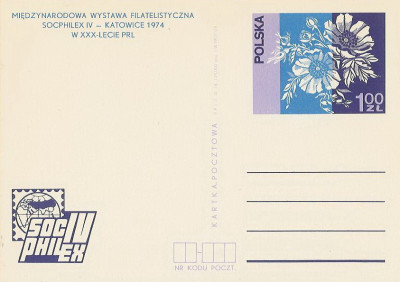 MIĘDZYNARODOWA WYSTAWA FILATELISTYCZNA
SOCPHILEX IV — KATOWICE 1974
W XXX-LECIE PRL
POLSKA
1.00
ZŁ
KARTKA POCZTOWA
SOC IV
PHILEX
NR KODU POCZT